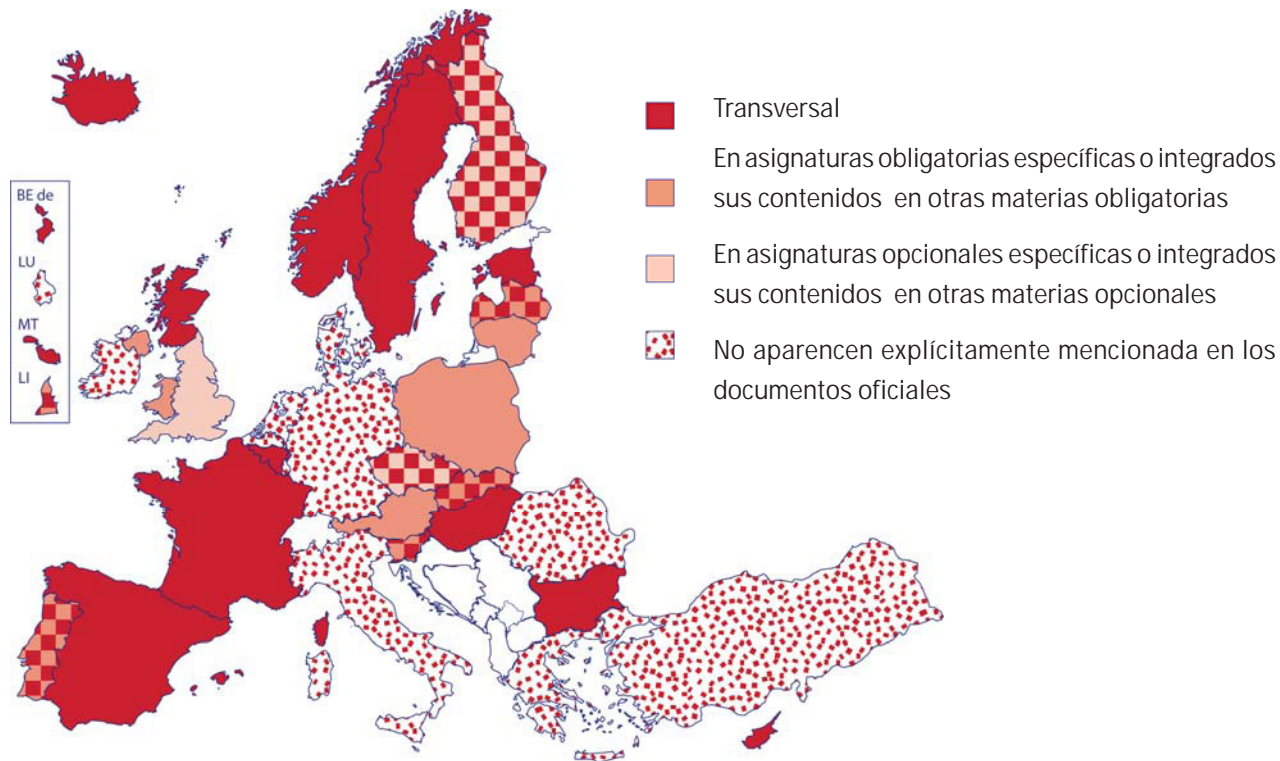 BE de
LU
MT
LI
Transversal
En asignaturas obligatorias específicas o integrados
sus contenidos en otras materias obligatorias
En asignaturas opcionales específicas o integrados
sus contenidos en otras materias opcionales
No aparencen explícitamente mencionada en los
documentos oficiales